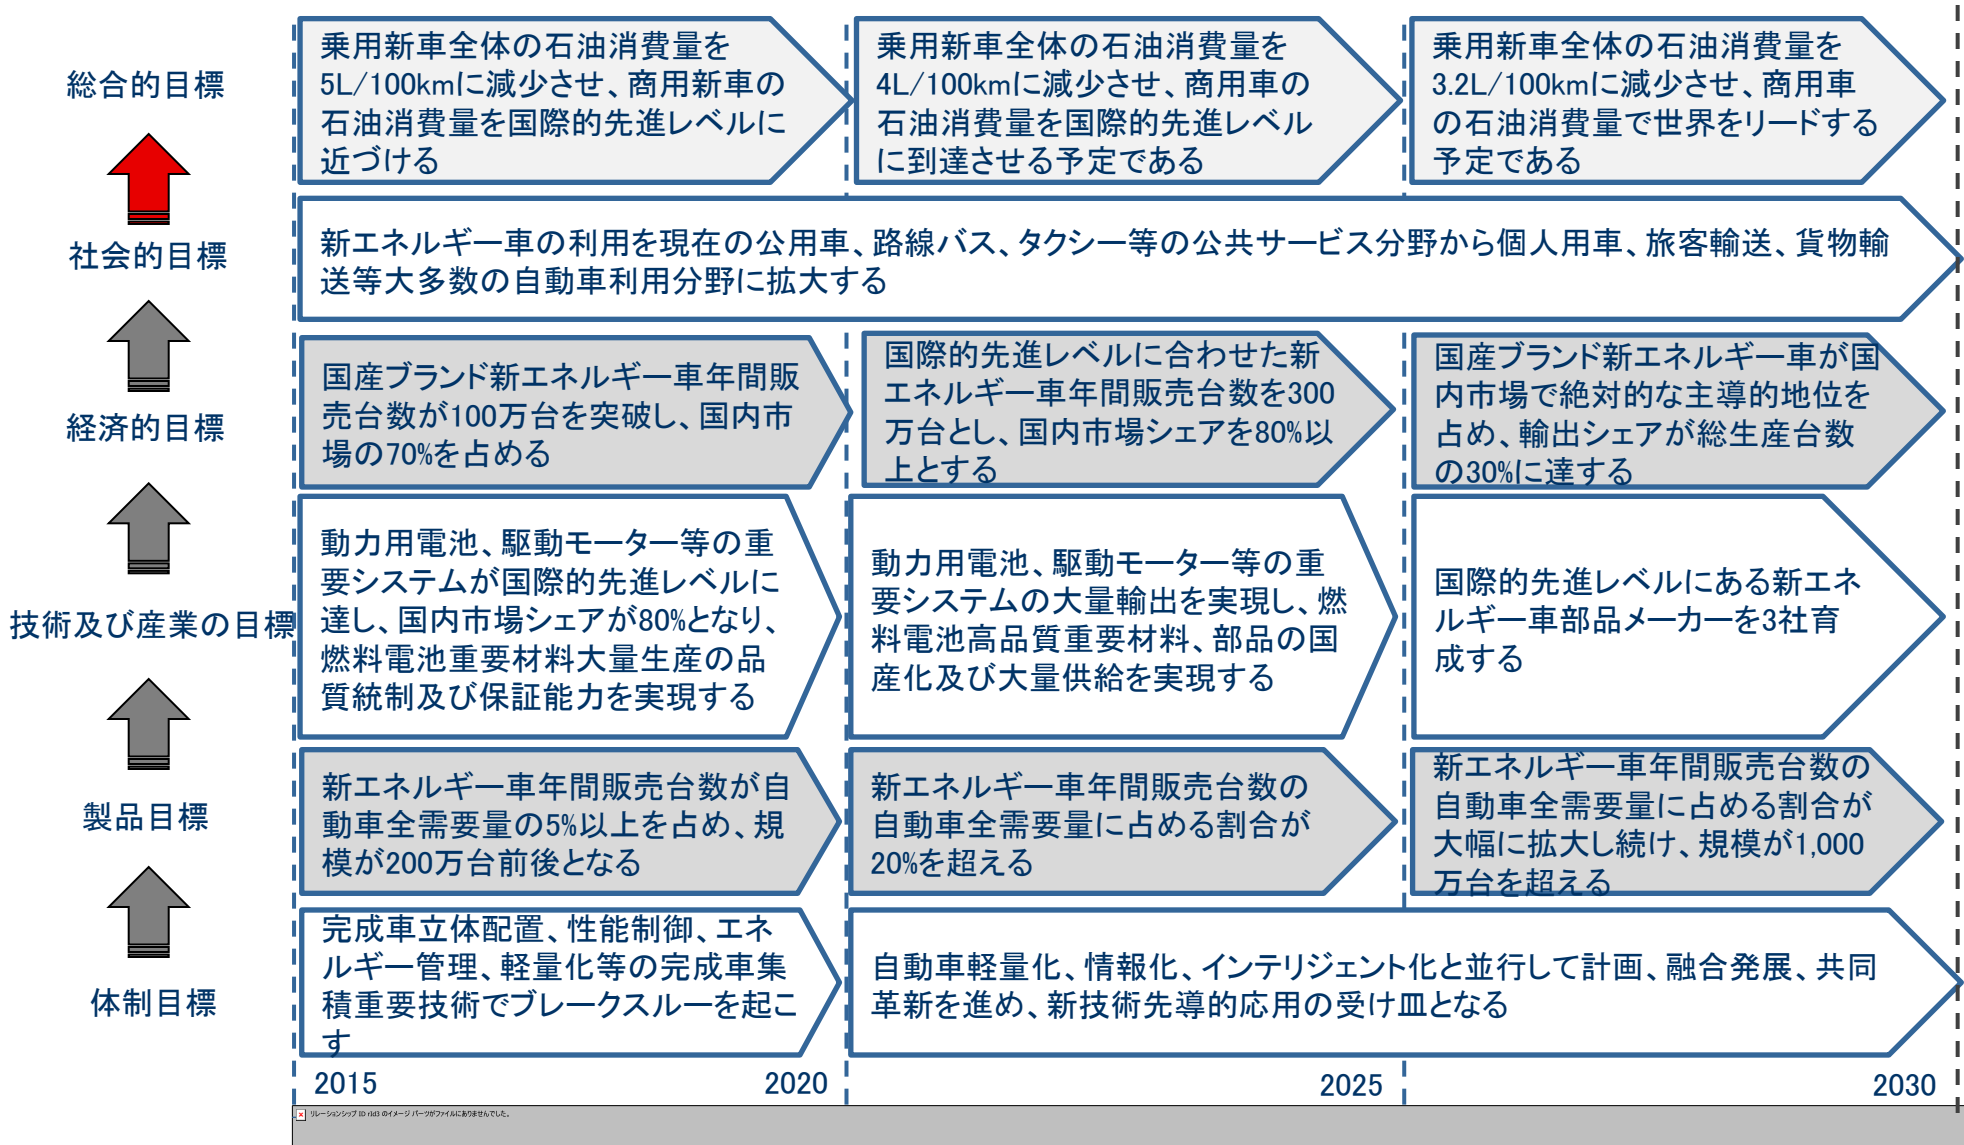 総合的目標
乗用新車全体の石油消費量を
5L/100kmに減少させ、商用新車の
石油消費量を国際的先進レベルに
近づける
乗用新車全体の石油消費量を
4L/100kmに減少させ、商用車の
石油消費量を国際的先進レベル
に到達させる予定である
乗用新車全体の石油消費量を
3.2L/100kmに減少させ、商用車
の石油消費量で世界をリードする
予定である
社会的目標
新エネルギー車の利用を現在の公用車、路線バス、タクシー等の公共サービス分野から個人用車、旅客輸送、貨物輸
送等大多数の自動車利用分野に拡大する
経済的目標
国産ブランド新エネルギー車年間販
売台数が100万台を突破し、国内市
場の70%を占める
国際的先進レベルに合わせた新
エネルギー車年間販売台数を300
万台とし、国内市場シェアを80%以
上とする
国産ブランド新エネルギー車が国
内市場で絶対的な主導的地位を
占め、輸出シェアが総生産台数
の30%に達する
技術及び産業の目標
動力用電池、駆動モーター等の重
要システムが国際的先進レベルに
達し、国内市場シェアが80%となり、
燃料電池重要材料大量生産の品
質統制及び保証能力を実現する
動力用電池、駆動モーター等の重
要システムの大量輸出を実現し、燃
料電池高品質重要材料、部品の国
産化及び大量供給を実現する
国際的先進レベルにある新エネ
ルギー車部品メーカーを3社育
成する
製品目標
新エネルギー車年間販売台数が自
動車全需要量の5%以上を占め、規
模が200万台前後となる
新エネルギー車年間販売台数の
自動車全需要量に占める割合が
20%を超える
新エネルギー車年間販売台数の
自動車全需要量に占める割合が
大幅に拡大し続け、規模が1,000
万台を超える
体制目標
完成車立体配置、性能制御、エネ
ルギー管理、軽量化等の完成車集
積重要技術でブレークスルーを起こ
す
自動車軽量化、情報化、インテリジェント化と並行して計画、融合発展、共同
革新を進め、新技術先導的応用の受け皿となる
2015
2020
2025
2030
リレーションシップ ID rId3 のイメージ パーツがファイルにありませんでした。